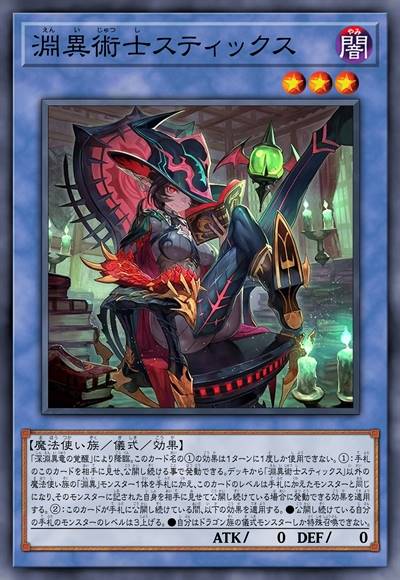 淵異術士スティックス
闇
【魔法使い族／儀式／効果】
「深淵異竜の覚醒」により降臨。このカード名の①の効果は1ターンに1度しか使用できない。①：手札
のこのカードを相手に見せ、公開し続ける事で発動できる。デッキから「淵異術士スティックス」以外の
魔法使い族の「淵異」モンスター1体を手札に加え、このカードのレベルは手札に加えたモンスターと同じ
になり、そのモンスターに記された自身を相手に見せて公開している場合に発動できる効果を適用
する。②：このカードが手札に公開している間、以下の効果を適用する。●公開し続けている自分
の手札のモンスターのレベルは3上げる。●自分はドラゴン族の儀式モンスターしか特殊召喚できない。
ATK/ 0 DEF/ 0